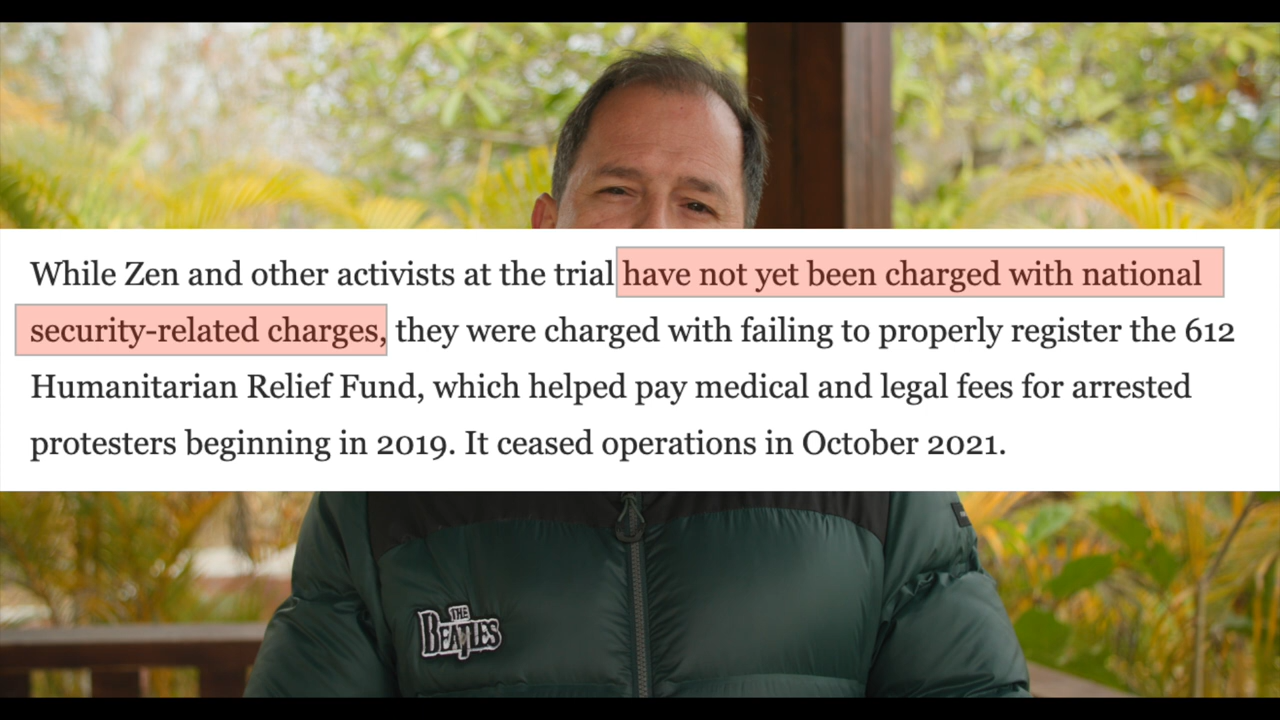 While Zen and other activists at the trial have not yet been charged with national
security-related charges, they were charged with failing to properly register the 612
Humanitarian Relief Fund, which helped pay medical and legal fees for arrested
protesters beginning in 2019. It ceased operations in October 2021.
THE
BEATLES